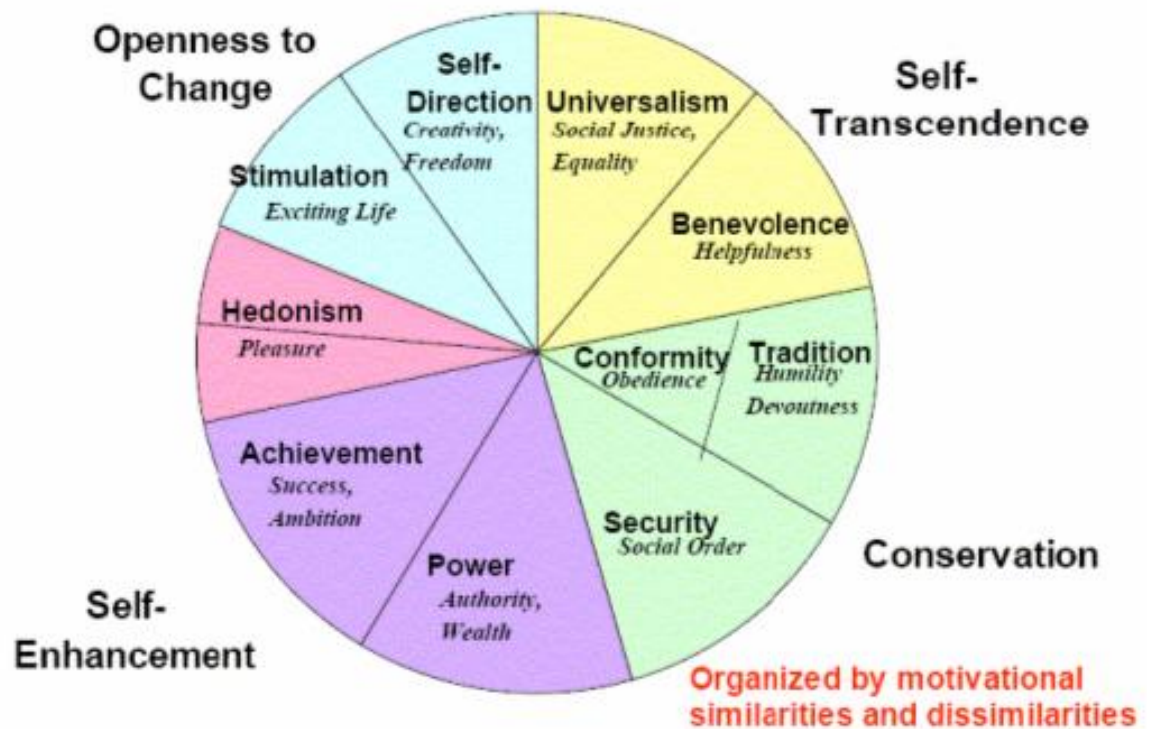 Openness to
Change
Self-
Direction
Creativity,
Freedom
Universalism
Social Justice,
Equality
Self-
Transcendence
Stimulation
Exciting Life
Benevolence
Helpfulness
Hedonism
Pleasure
Conformity
Obedience
Tradition
Humility
Devoutness
Achievement
Success,
Ambition
Security
Social Order
Power
Authority,
Wealth
Conservation
Self-
Enhancement
Organized by motivational
similarities and dissimilarities